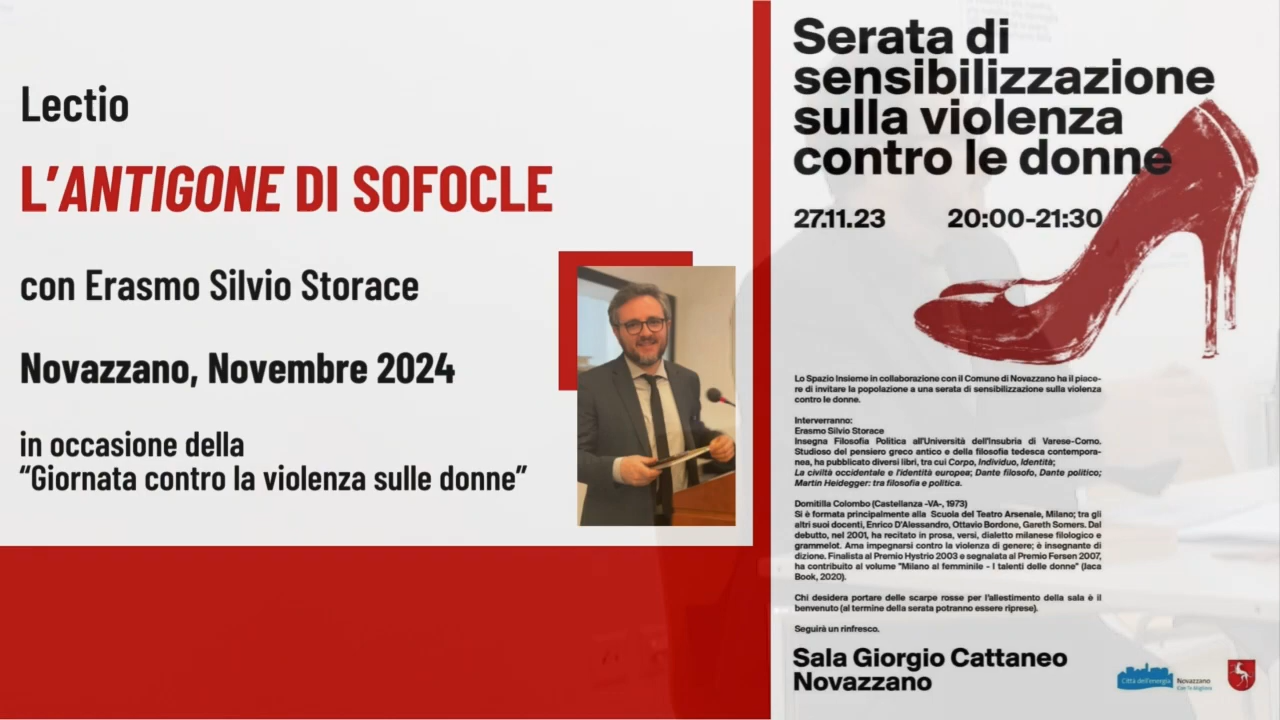 Lectio
L'ANTIGONE DI SOFOCLE
con Erasmo Silvio Storace
Novazzano, Novembre 2024
in occasione della
“Giornata contro la violenza sulle donne”
Serata di
sensibilizzazione
sulla violenza
contro le donne
27.11.23 20:00-21:30
Lo Spazio Insieme in collaborazione con il Comune di Novazzano ha il piace-
re di invitare la popolazione a una serata di sensibilizzazione sulla violenza
contro le donne.
Interverranno:
Erasmo Silvio Storace
Insegna Filosofia Politica all'Università dell'Insubria di Varese-Como.
Studioso del pensiero greco antico e della filosofia tedesca contempora-
nea, ha pubblicato diversi libri, tra cui Corpo, Individuo, Identità;
La civiltà occidentale e l'identità europea; Dante filosofo, Dante politico;
Martin Heidegger: tra filosofia e politica.
Domitilla Colombo (Castellanza -VA-, 1973)
Si è formata principalmente alla Scuola del Teatro Arsenale, Milano; tra gli
altri suoi docenti, Enrico D'Alessandro, Ottavio Bordone, Gareth Somers. Dal
debutto, nel 2001, ha recitato in prosa, versi, dialetto milanese filologico e
grammelot. Ama impegnarsi contro la violenza di genere; è insegnante di
dizione. Finalista al Premio Hystrio 2003 e segnalata al Premio Fersen 2007,
ha contribuito al volume "Milano al femminile - I talenti delle donne" (Iaca
Book, 2020).
Chi desidera portare delle scarpe rosse per l'allestimento della sala è il
benvenuto (al termine della serata potranno essere riprese).
Seguirà un rinfresco.
Sala Giorgio Cattaneo
Novazzano
Città dell'energia
Novazzano